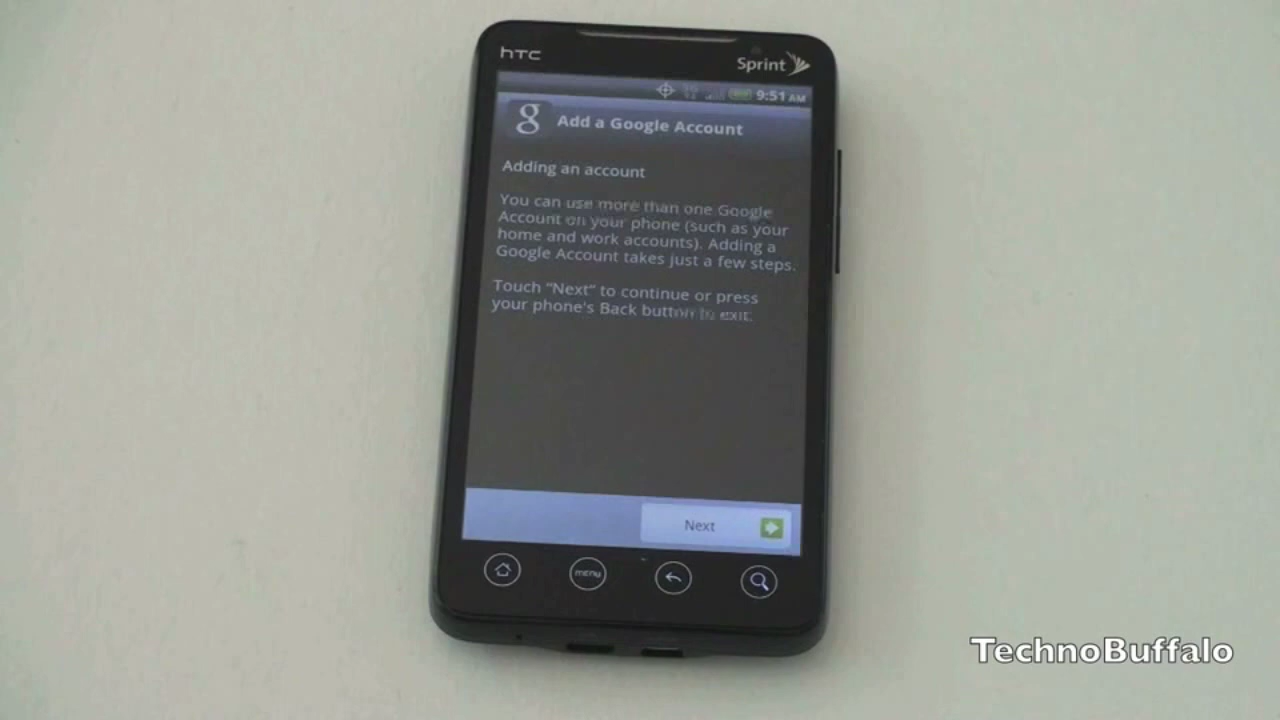 hTC
Sprint
9:51 AM
g Add a Google Account
Adding an account
You can use more than one Google
Account on your phone (such as your
home and work accounts). Adding a
Google Account takes just a few steps.
Touch "Next" to continue or press
your phone's Back button to exit.
Next
menu
TechnoBuffalo